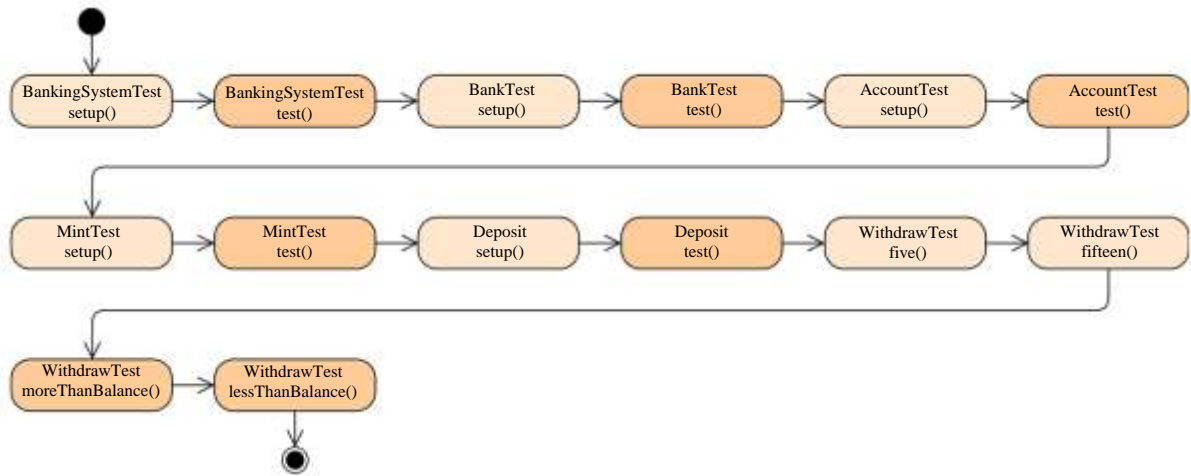 BankingSystemTest
setup()
BankingSystemTest
test()
BankTest
setup()
BankTest
test()
AccountTest
setup()
AccountTest
test()
MintTest
setup()
MintTest
test()
Deposit
setup()
Deposit
test()
WithdrawTest
five()
WithdrawTest
fifteen()
WithdrawTest
moreThanBalance()
WithdrawTest
lessThanBalance()